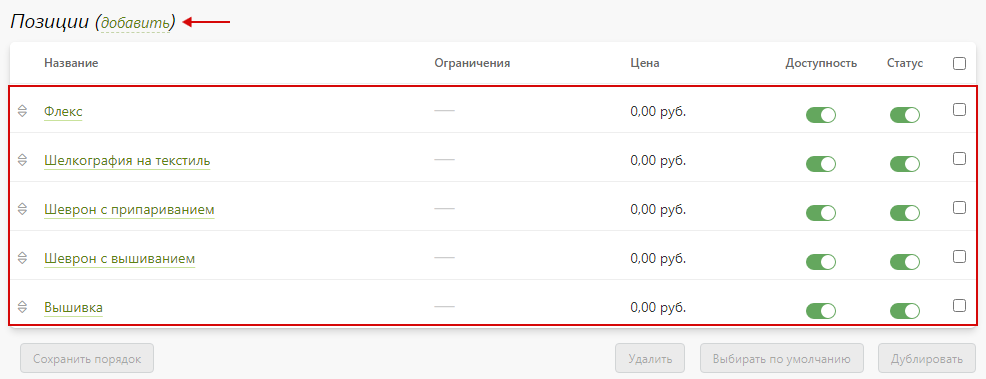 Позиции (добавить)
Название Ограничения Цена Доступность Статус
Флекс — 0,00 руб.
Шелкография на текстиль — 0,00 руб.
Шеврон с припариванием — 0,00 руб.
Шеврон с вышиванием — 0,00 руб.
Вышивка — 0,00 руб.
Сохранить порядок Удалить Выбирать по умолчанию Дублировать